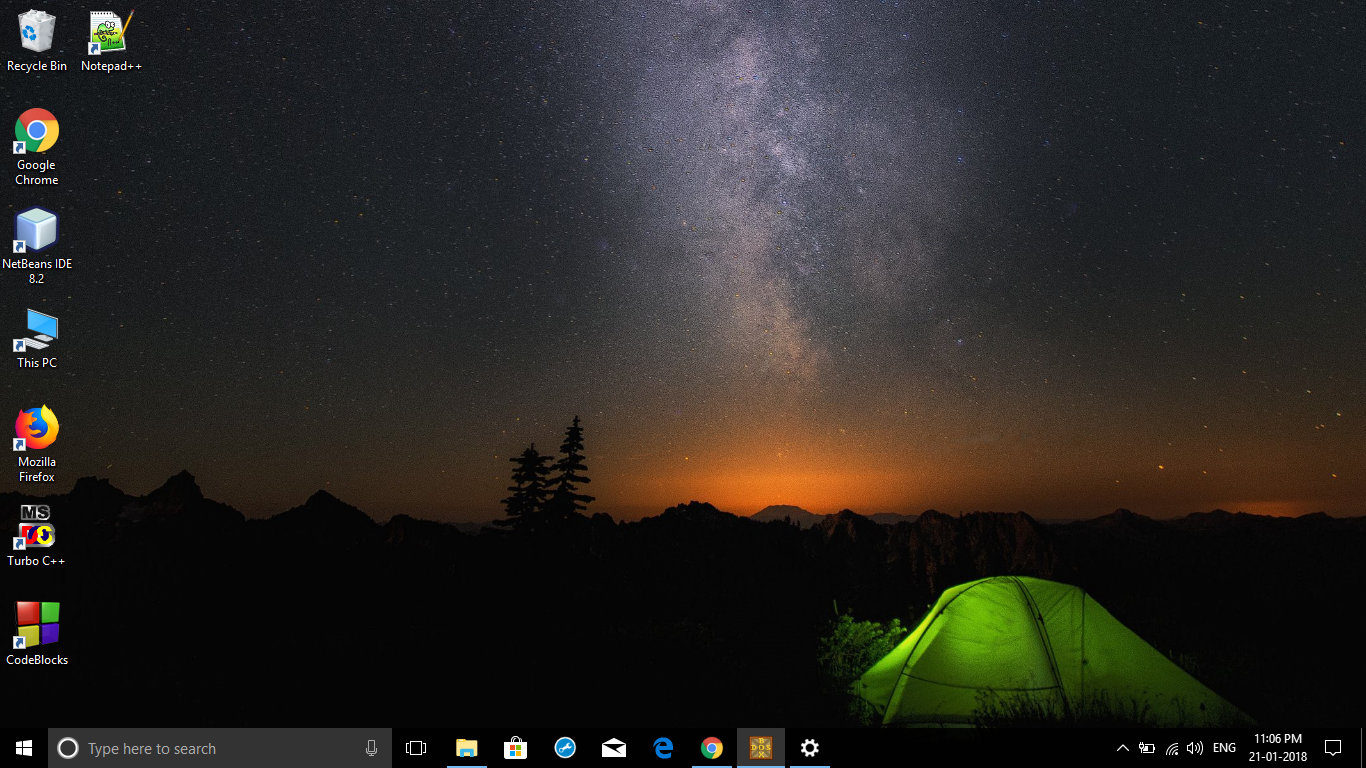 Recycle Bin
Notepad++
Google
Chrome
NetBeans IDE
8.2
This PC
Mozilla
Firefox
MS
Turbo C++
CodeBlocks
Type here to search
BOX
DOS
ENG
11:06 PM
21-01-2018